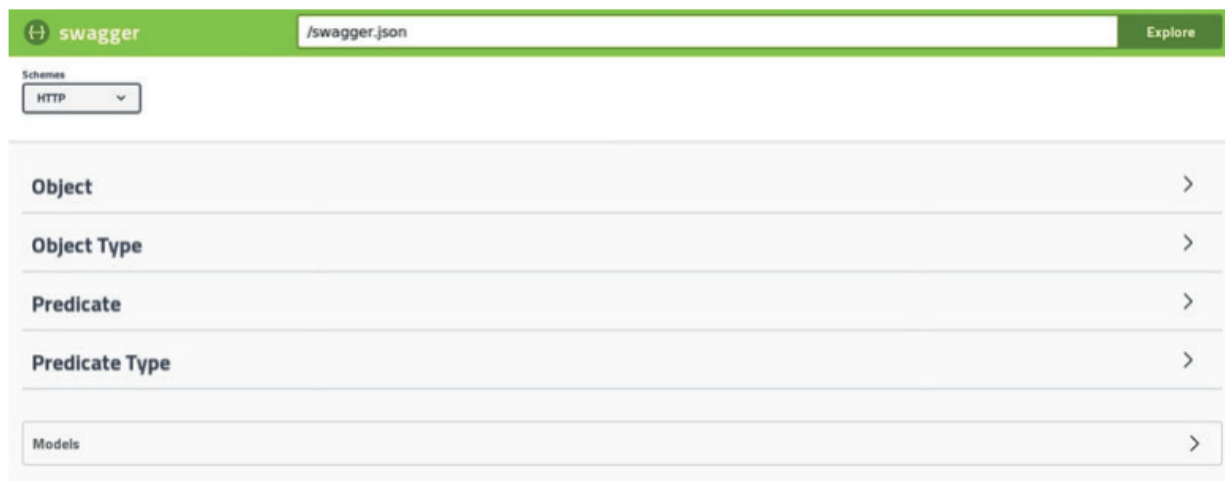 swagger
/swagger.json
Explore
Schemes
HTTP
Object
Object Type
Predicate
Predicate Type
Models